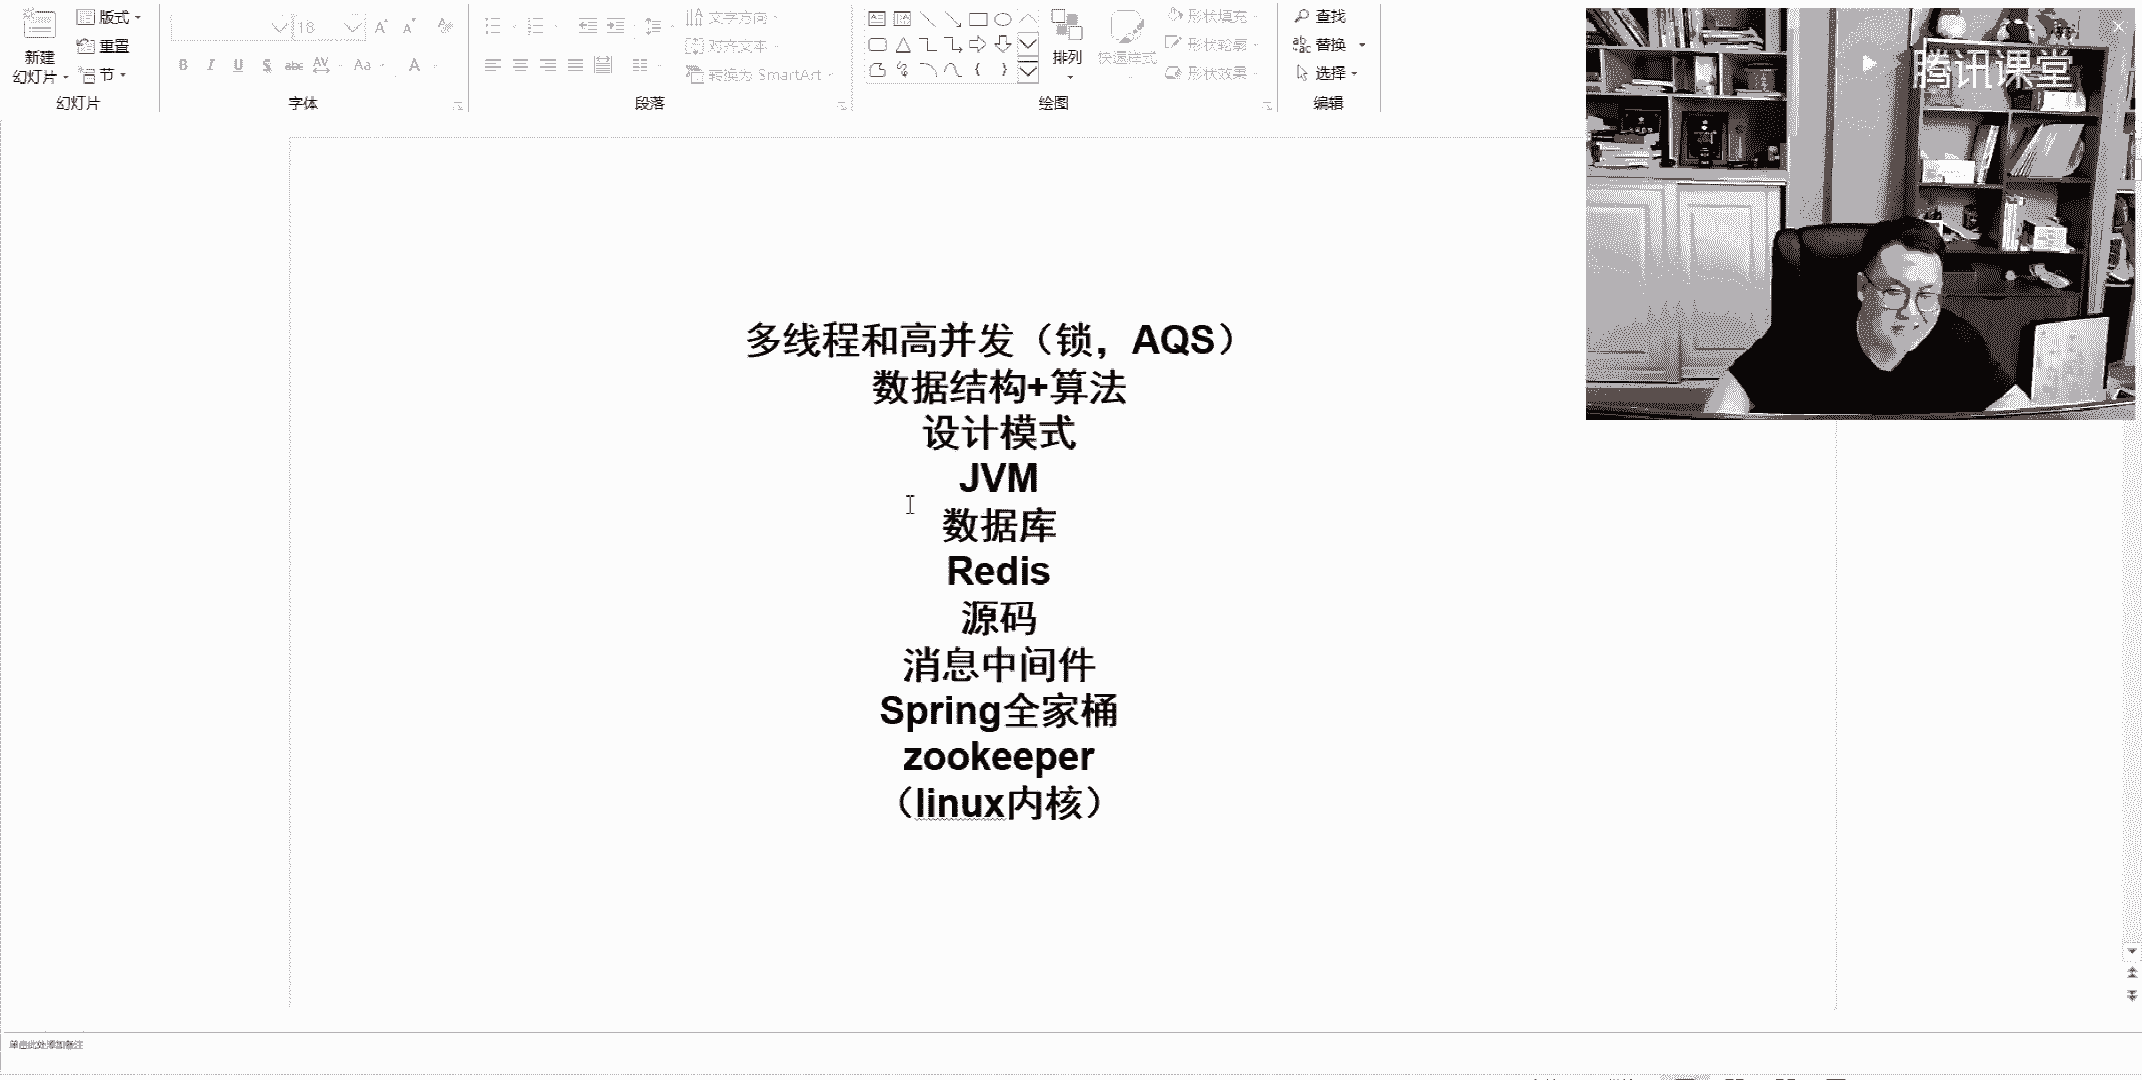 版式
重置
节
新建
幻灯片
幻灯片
18
B I U S abc AV Aa A
字体
文字方向
对齐文本
转换为 SmartArt
段落
排列
快速样式
形状填充
形状轮廓
形状效果
绘图
查找
替换
选择
编辑
腾讯课堂
多线程和高并发（锁，AQS）
数据结构+算法
设计模式
JVM
数据库
Redis
源码
消息中间件
Spring全家桶
zookeeper
（linux内核）
单击此处添加备注